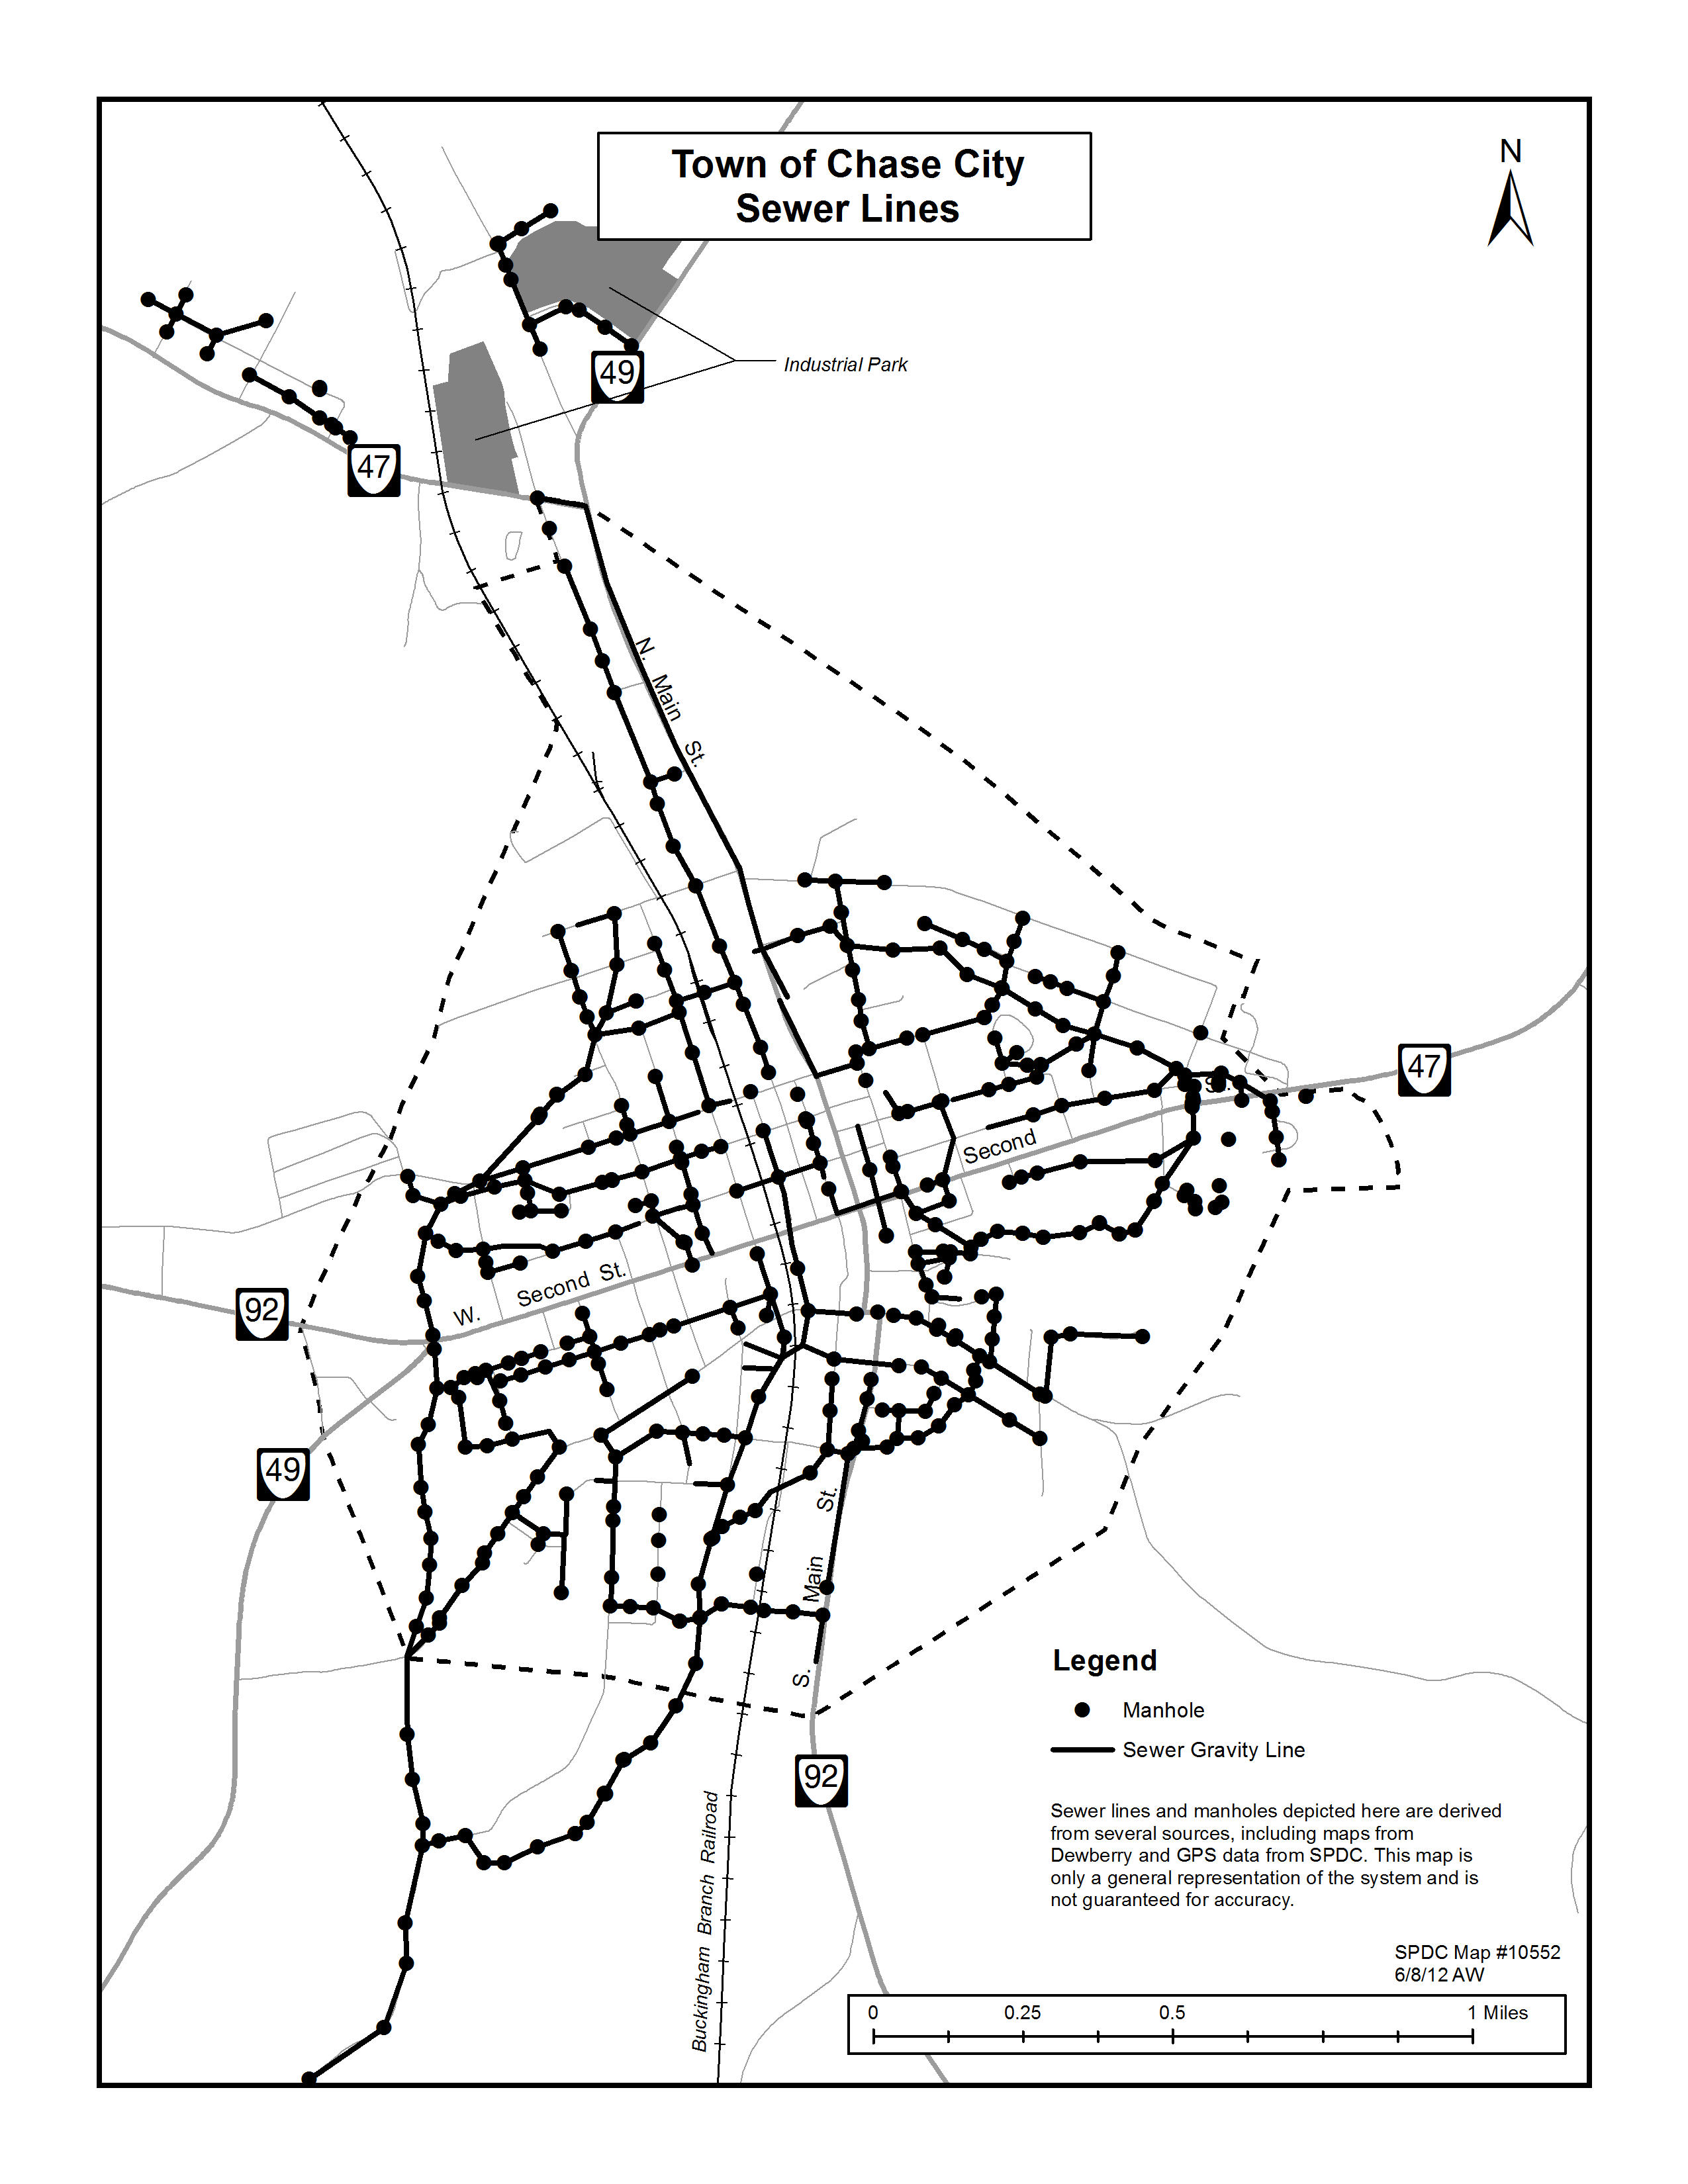 Town of Chase City
Sewer Lines
N
49
Industrial Park
47
N. Main St.
47
St.
Second
W. Second St.
92
49
S. Main St.
92
Buckingham Branch Railroad
Legend
Manhole
Sewer Gravity Line
Sewer lines and manholes depicted here are derived
from several sources, including maps from
Dewberry and GPS data from SPDC. This map is
only a general representation of the system and is
not guaranteed for accuracy.
SPDC Map #10552
6/8/12 AW
0 0.25 0.5 1 Miles